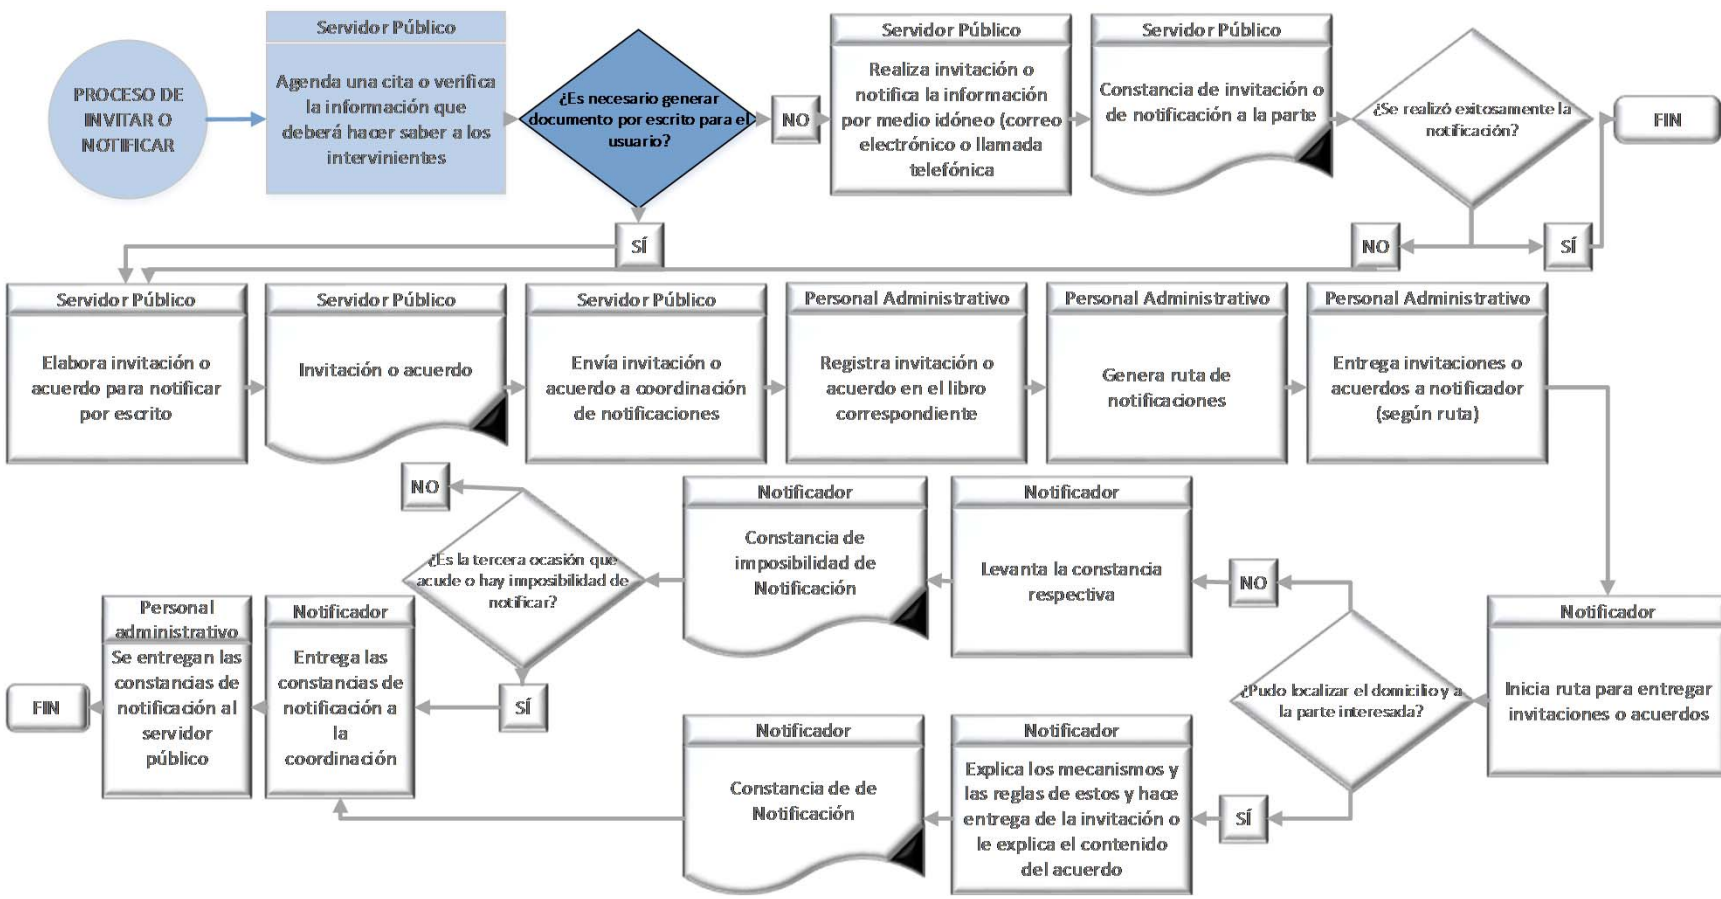 PROCESO DE
INVITAR O
NOTIFICAR
Servidor Público
Agenda una cita o verifica
la información que
deberá hacer saber a los
intervinientes
¿Es necesario generar
documento por escrito para el
usuario?
NO
Servidor Público
Realiza invitación o
notifica la información
por medio idóneo (correo
electrónico o llamada
telefónica
Servidor Público
Constancia de invitación o
de notificación a la parte
¿Se realizó exitosamente la
notificación?
FIN
SÍ
NO
SÍ
Servidor Público
Elabora invitación o
acuerdo para notificar
por escrito
Servidor Público
Invitación o acuerdo
Servidor Público
Envía invitación o
acuerdo a coordinación
de notificaciones
Personal Administrativo
Registra invitación o
acuerdo en el libro
correspondiente
Personal Administrativo
Genera ruta de
notificaciones
Personal Administrativo
Entrega invitaciones o
acuerdos a notificador
(según ruta)
Notificador
Inicia ruta para entregar
invitaciones o acuerdos
¿Pudo localizar el domicilio y a
la parte interesada?
NO
Notificador
Levanta la constancia
respectiva
Notificador
Constancia de
imposibilidad de
Notificación
¿Es la tercera ocasión que
acude o hay imposibilidad de
notificar?
NO
SÍ
SÍ
Notificador
Explica los mecanismos y
las reglas de estos y hace
entrega de la invitación o
le explica el contenido
del acuerdo
Notificador
Constancia de de
Notificación
Notificador
Entrega las
constancias de
notificación a
la
coordinación
Personal
administrativo
Se entregan las
constancias de
notificación al
servidor
público
FIN